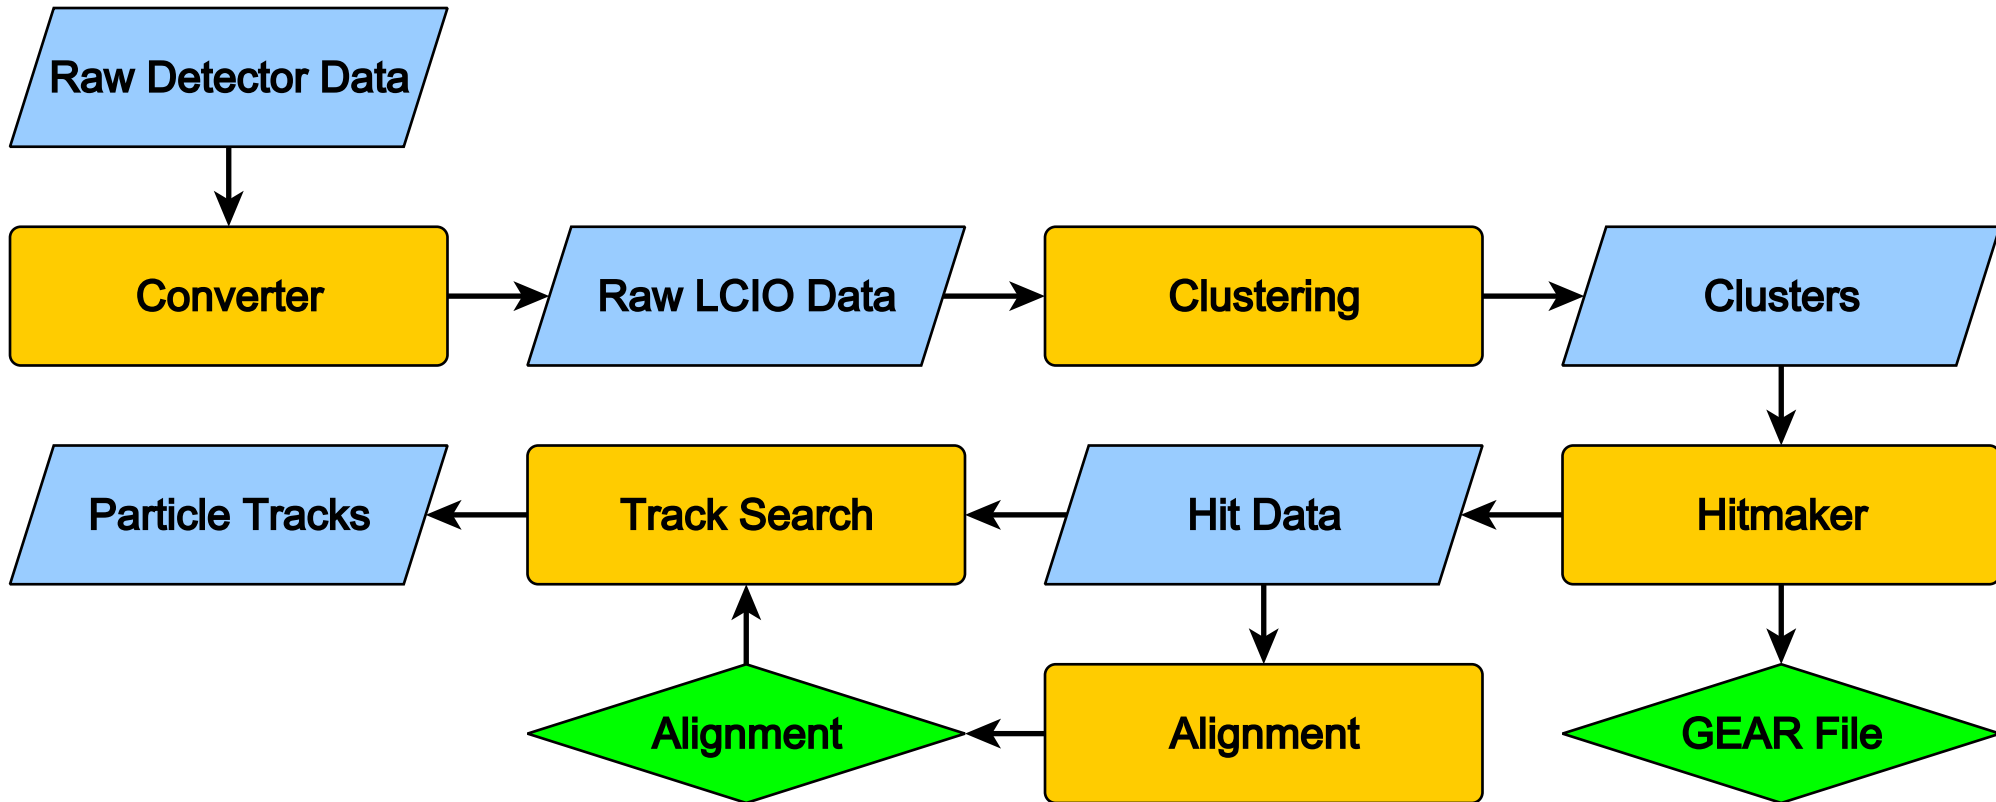 Raw Detector Data
Converter
Raw LCIO Data
Clustering
Clusters
Particle Tracks
Track Search
Hit Data
Hitmaker
Alignment
Alignment
GEAR File